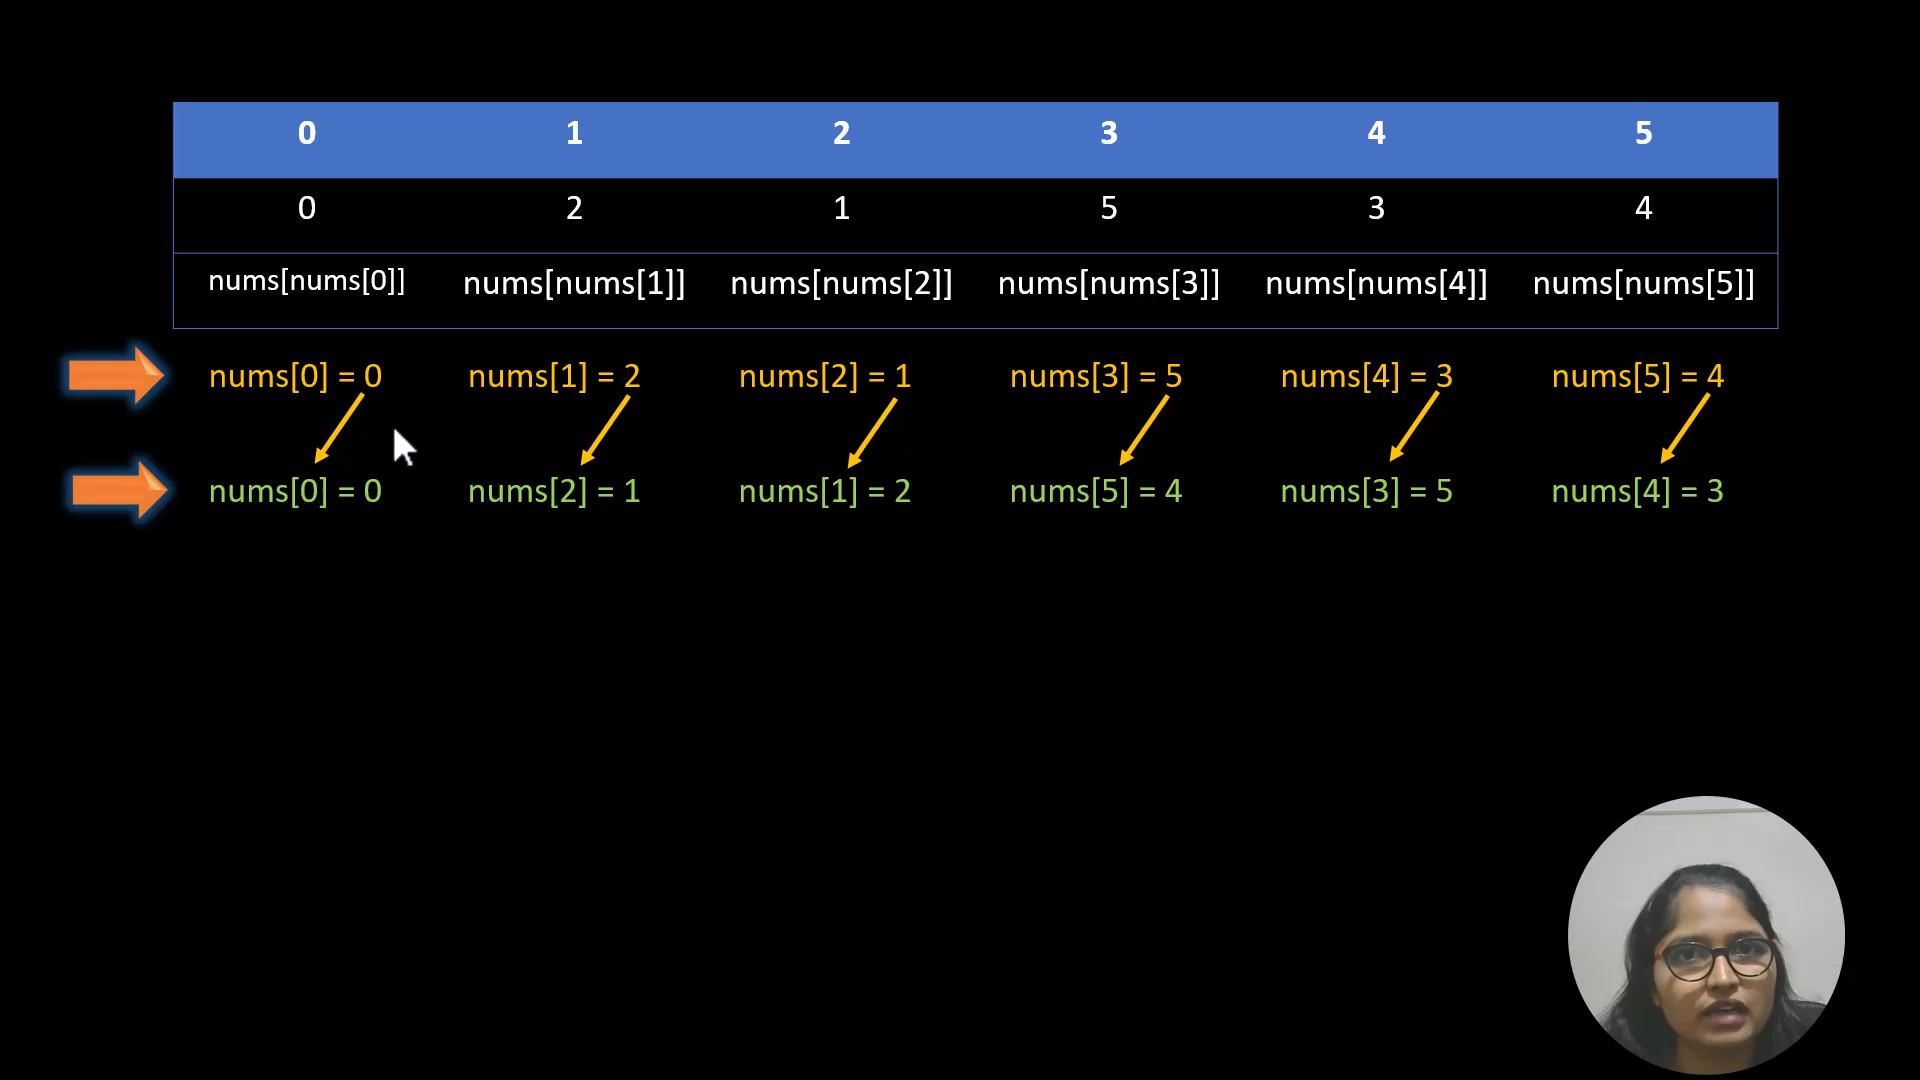 0 1 2 3 4 5
0 2 1 5 3 4
nums[nums[0]] nums[nums[1]] nums[nums[2]] nums[nums[3]] nums[nums[4]] nums[nums[5]]
nums[0] = 0 nums[1] = 2 nums[2] = 1 nums[3] = 5 nums[4] = 3 nums[5] = 4
nums[0] = 0 nums[2] = 1 nums[1] = 2 nums[5] = 4 nums[3] = 5 nums[4] = 3